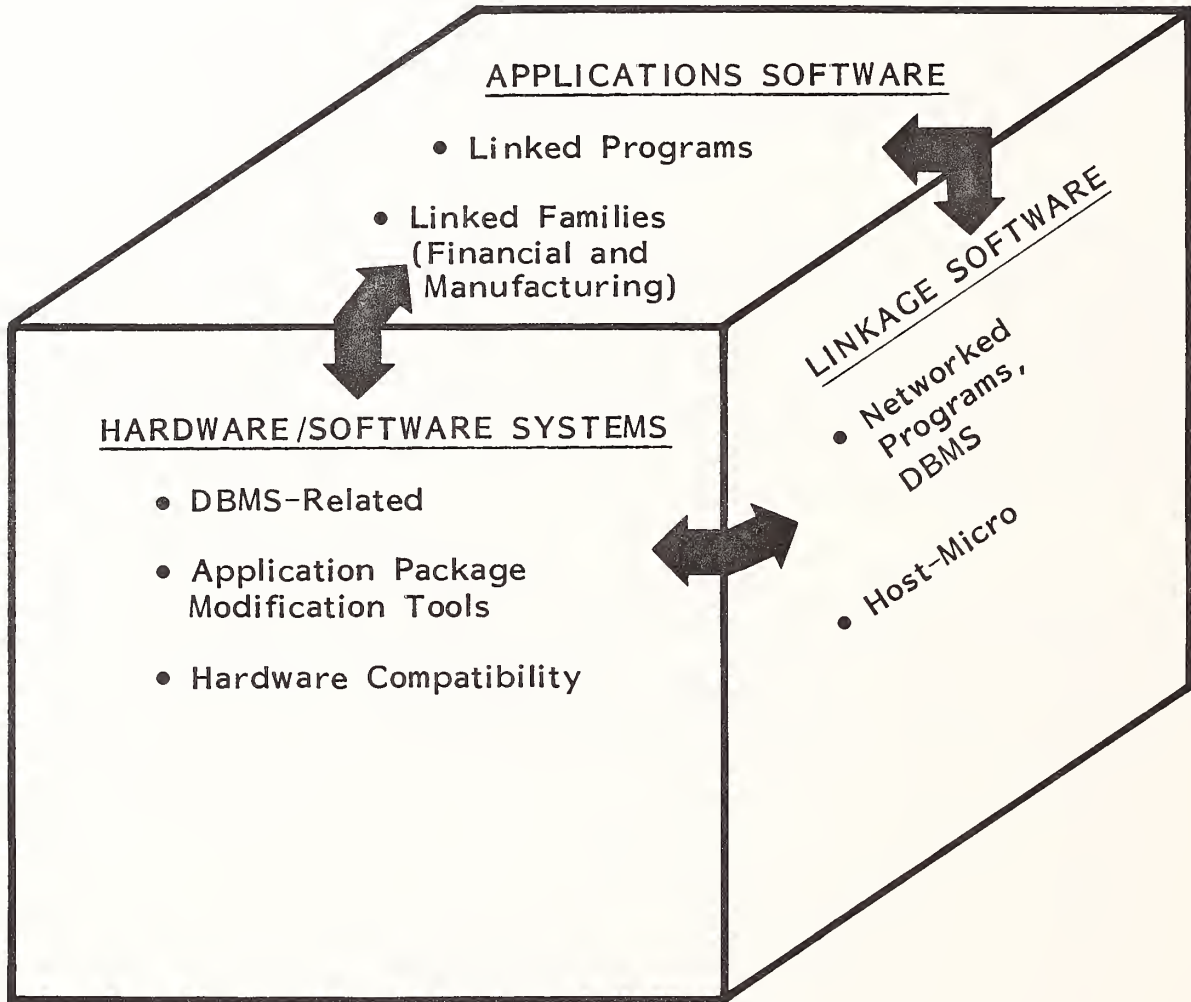 APPLICATIONS SOFTWARE
• Linked Programs
• Linked Families
(Financial and
Manufacturing)
HARDWARE/SOFTWARE SYSTEMS
• DBMS-Related
• Application Package
Modification Tools
• Hardware Compatibility
LINKAGE SOFTWARE
• Networked
Programs,
DBMS
• Host-Micro